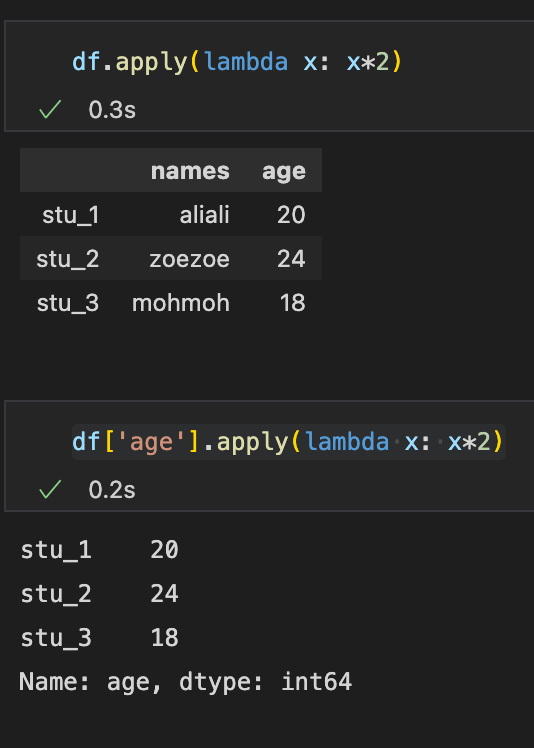 df.apply(lambda x: x*2)
0.3s
names age
stu_1 aliali 20
stu_2 zoezoe 24
stu_3 mohmoh 18
df['age'].apply(lambda x: x*2)
0.2s
stu_1    20
stu_2    24
stu_3    18
Name: age, dtype: int64